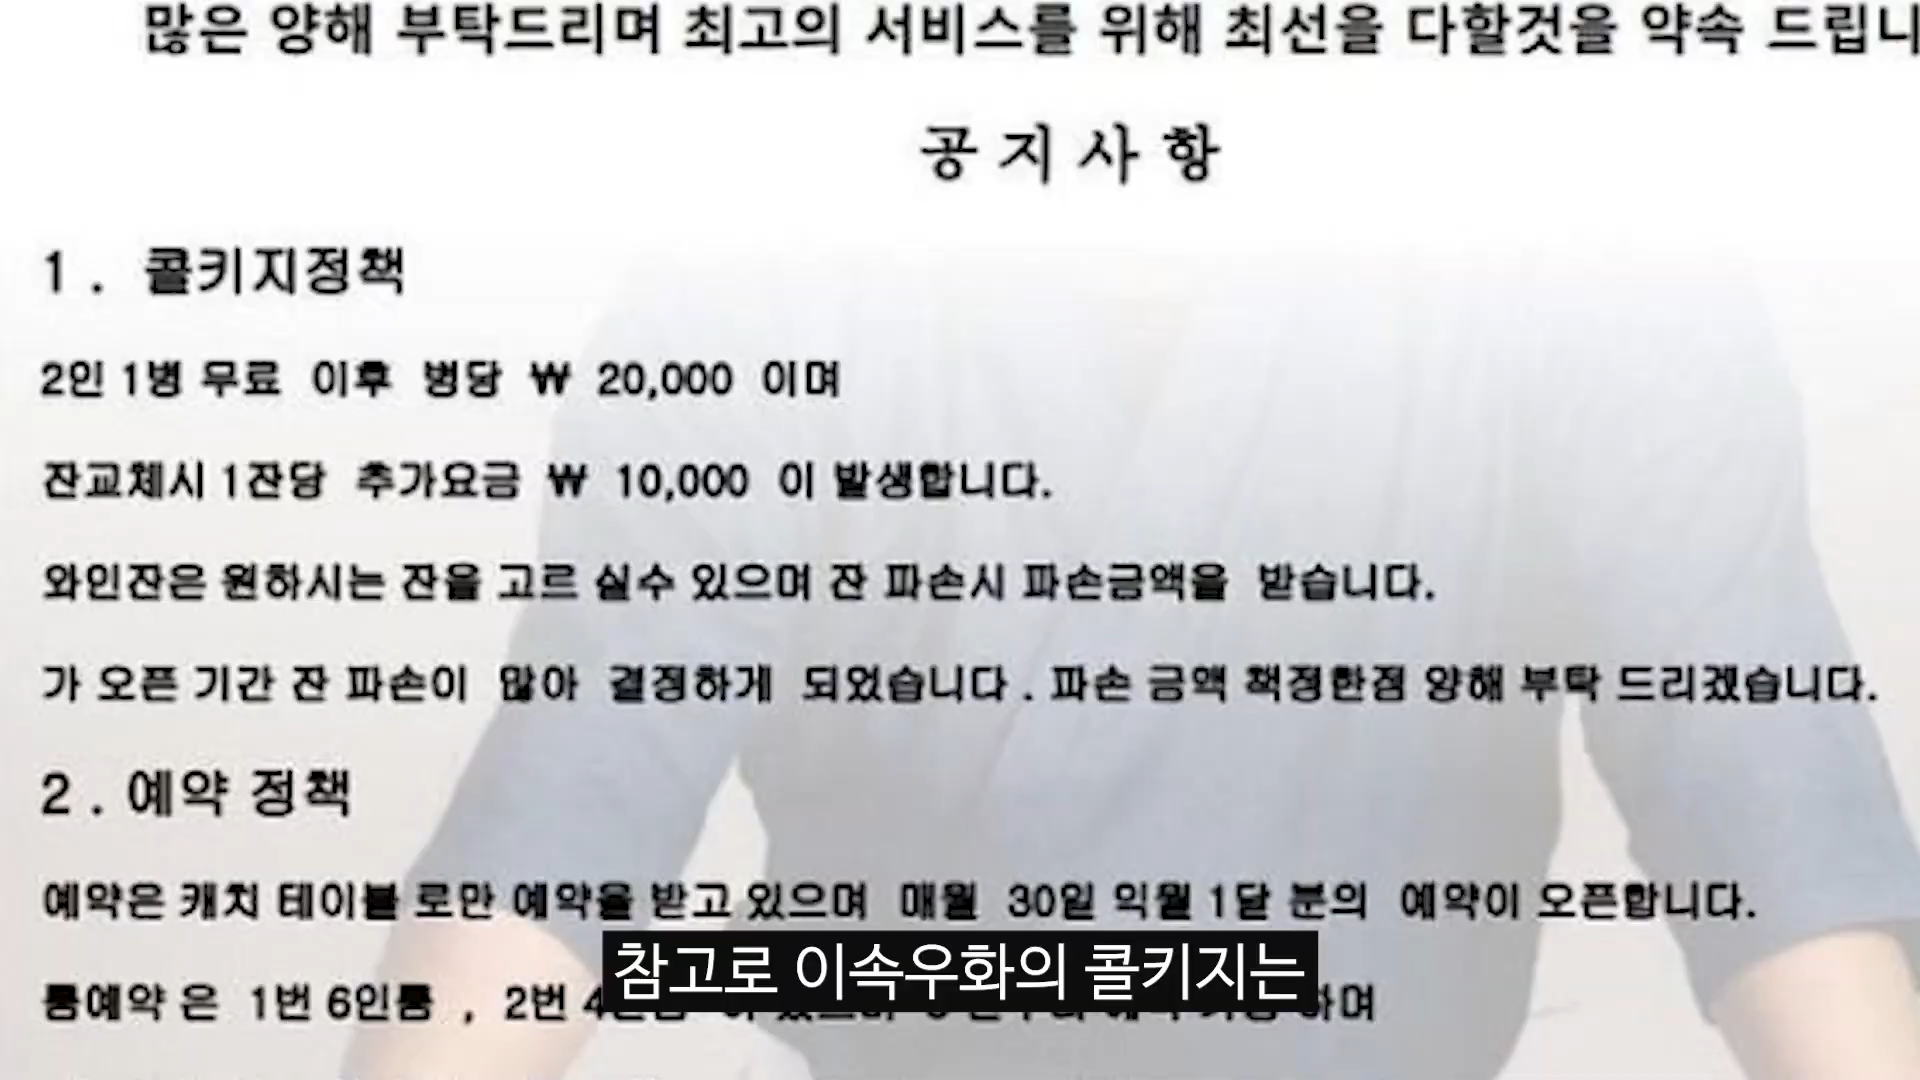 많은 양해 부탁드리며 최고의 서비스를 위해 최선을 다할것을 약속 드립니
공지사항
1. 콜키지정책
2인 1병 무료 이후 병당 ₩ 20,000 이며
잔교체시 1잔당 추가요금 ₩ 10,000 이 발생합니다.
와인잔은 원하시는 잔을 고르 실수 있으며 잔 파손시 파손금액을 받습니다.
가 오픈 기간 잔 파손이 많아 결정하게 되었습니다. 파손 금액 책정한점 양해 부탁 드리겠습니다.
2. 예약 정책
예약은 캐치 테이블 로만 예약을 받고 있으며 매월 30일 익월 1달 분의 예약이 오픈합니다.
룸예약 은 1번 6인룸 , 2번 하며
참고로 이속우화의 콜키지는